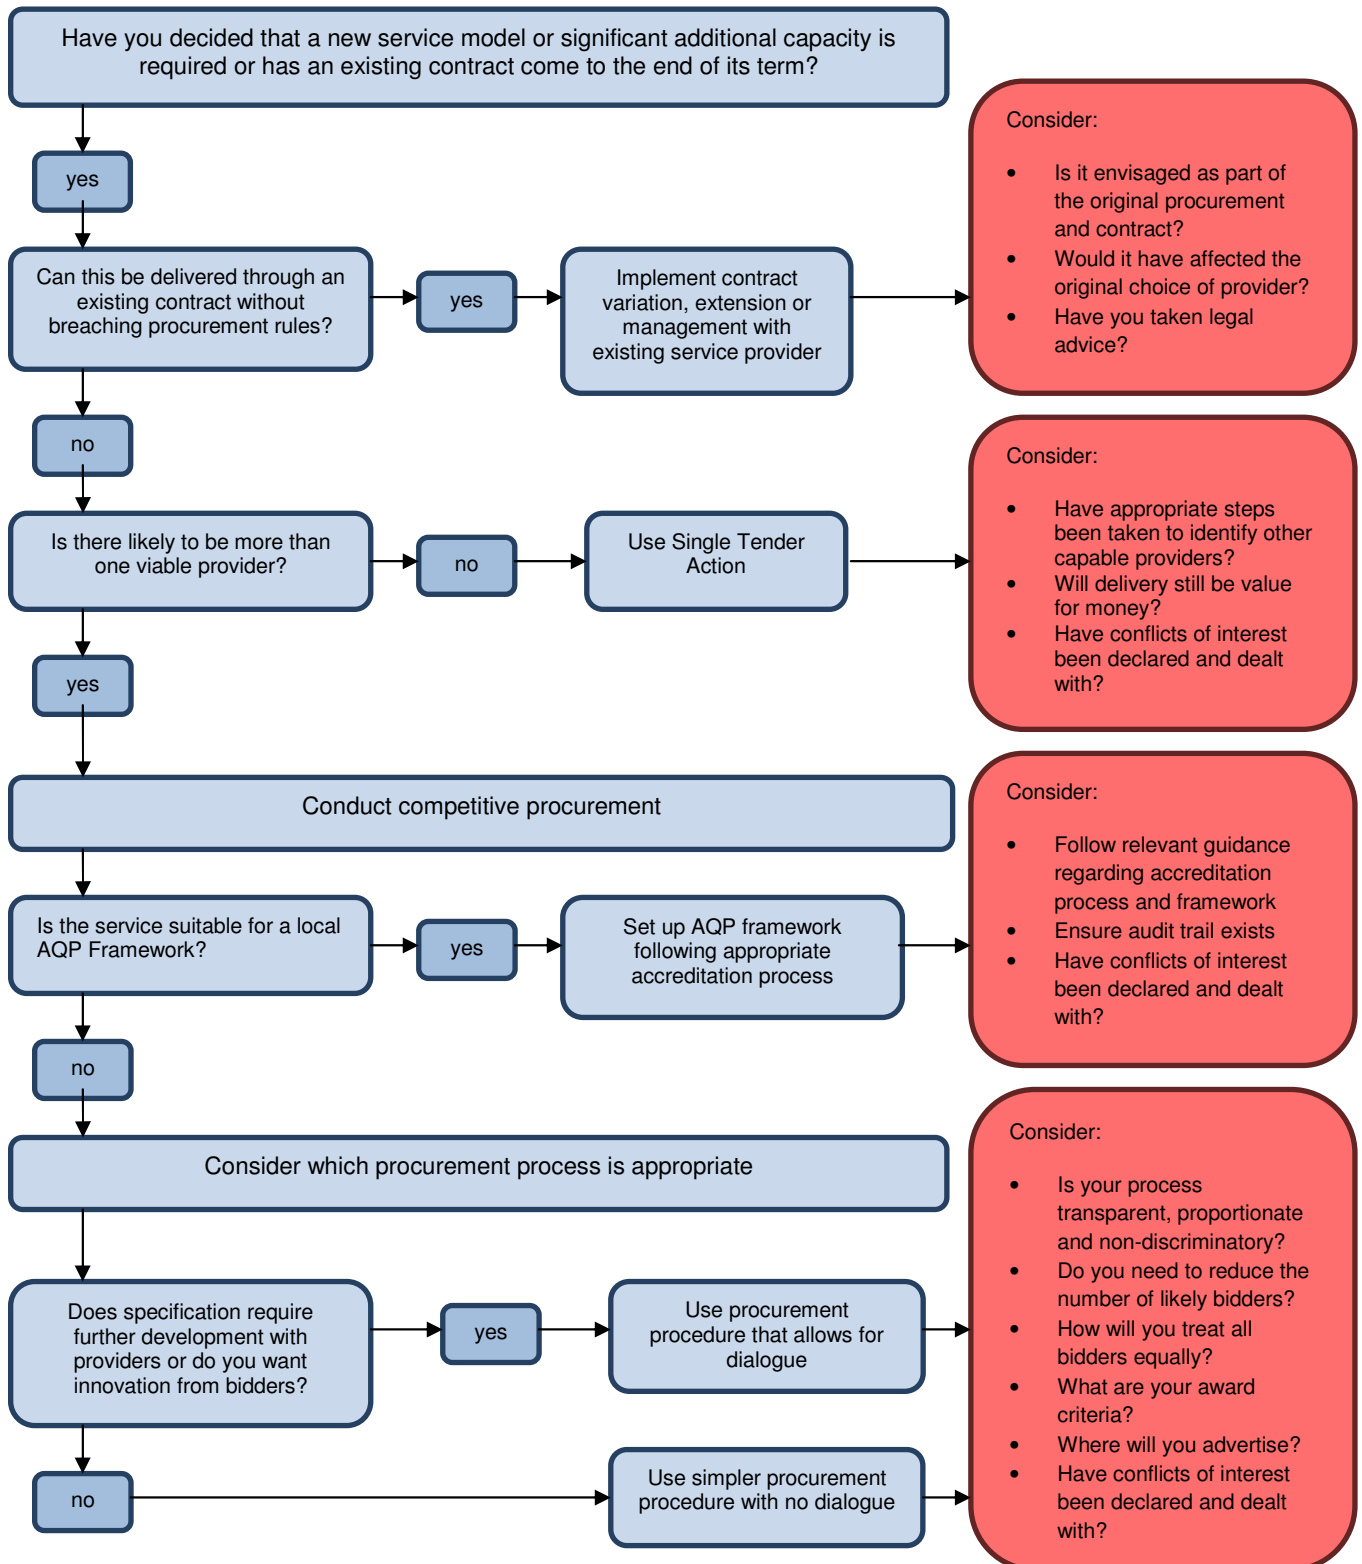 Have you decided that a new service model or significant additional capacity is
required or has an existing contract come to the end of its term?
yes
Can this be delivered through an
existing contract without
breaching procurement rules?
yes
Implement contract
variation, extension or
management with
existing service provider
Consider:
• Is it envisaged as part of
the original procurement
and contract?
• Would it have affected the
original choice of provider?
• Have you taken legal
advice?
no
Is there likely to be more than
one viable provider?
no
Use Single Tender
Action
Consider:
• Have appropriate steps
been taken to identify other
capable providers?
• Will delivery still be value
for money?
• Have conflicts of interest
been declared and dealt
with?
yes
Conduct competitive procurement
Is the service suitable for a local
AQP Framework?
yes
Set up AQP framework
following appropriate
accreditation process
Consider:
• Follow relevant guidance
regarding accreditation
process and framework
• Ensure audit trail exists
• Have conflicts of interest
been declared and dealt
with?
no
Consider which procurement process is appropriate
Does specification require
further development with
providers or do you want
innovation from bidders?
yes
Use procurement
procedure that allows for
dialogue
no
Use simpler procurement
procedure with no dialogue
Consider:
• Is your process
transparent, proportionate
and non-discriminatory?
• Do you need to reduce the
number of likely bidders?
• How will you treat all
bidders equally?
• What are your award
criteria?
• Where will you advertise?
• Have conflicts of interest
been declared and dealt
with?